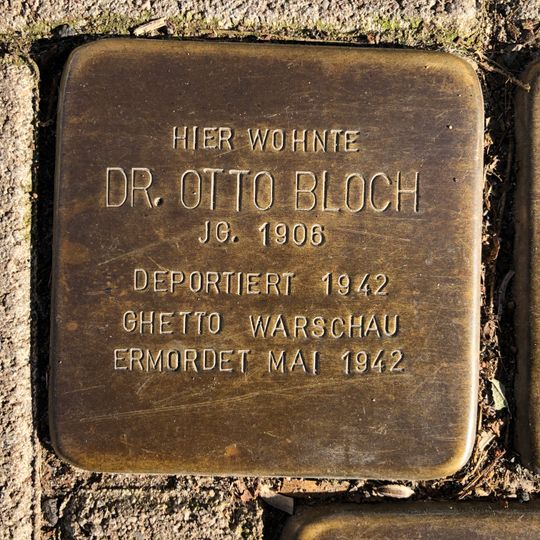 HIER WOHNTE
DR. OTTO BLOCH
JG. 1906
DEPORTIERT 1942
GHETTO WARSCHAU
ERMORDET MAI 1942